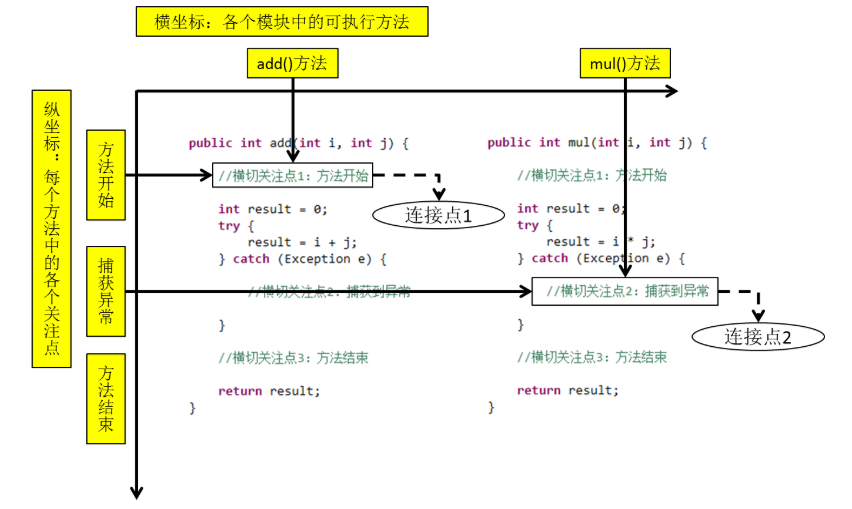 横坐标：各个模块中的可执行方法
add()方法
mul()方法
纵坐标：每个方法中的各个关注点
方法开始
捕获异常
方法结束
public int add(int i, int j) {
//横切关注点1：方法开始
int result = 0;
try {
result = i + j;
} catch (Exception e) {
//横切关注点2：捕获到异常
}
//横切关注点3：方法结束
return result;
}
连接点1
public int mul(int i, int j) {
//横切关注点1：方法开始
int result = 0;
try {
result = i * j;
} catch (Exception e) {
//横切关注点2：捕获到异常
}
//横切关注点3：方法结束
return result;
}
连接点2